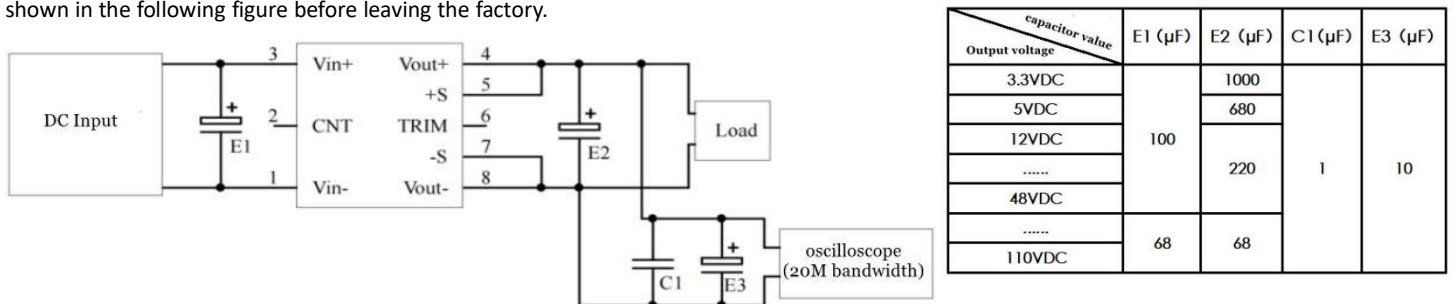 shown in the following figure before leaving the factory.
DC Input
3
Vin+
Vout+
4
+S
5
+
E1
2
CNT
TRIM
6
+
E2
Load
-S
7
1
Vin-
Vout-
8
C1
+
E3
oscilloscope
(20M bandwidth)
capacitor value
Output voltage
E1 (μF) E2 (μF) C1(μF) E3 (μF)
3.3VDC 1000
5VDC 680
12VDC
100
......
220 1 10
48VDC
......
68 68
110VDC